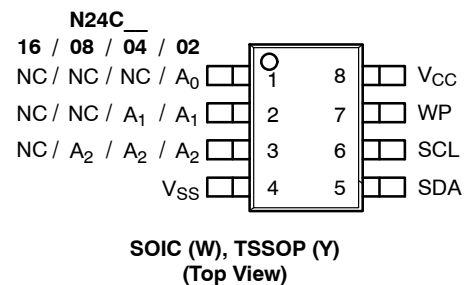 N24C__
16 / 08 / 04 / 02
NC / NC / NC / A0 1 8 VCC
NC / NC / A1 / A1 2 7 WP
NC / A2 / A2 / A2 3 6 SCL
VSS 4 5 SDA
SOIC (W), TSSOP (Y)
(Top View)